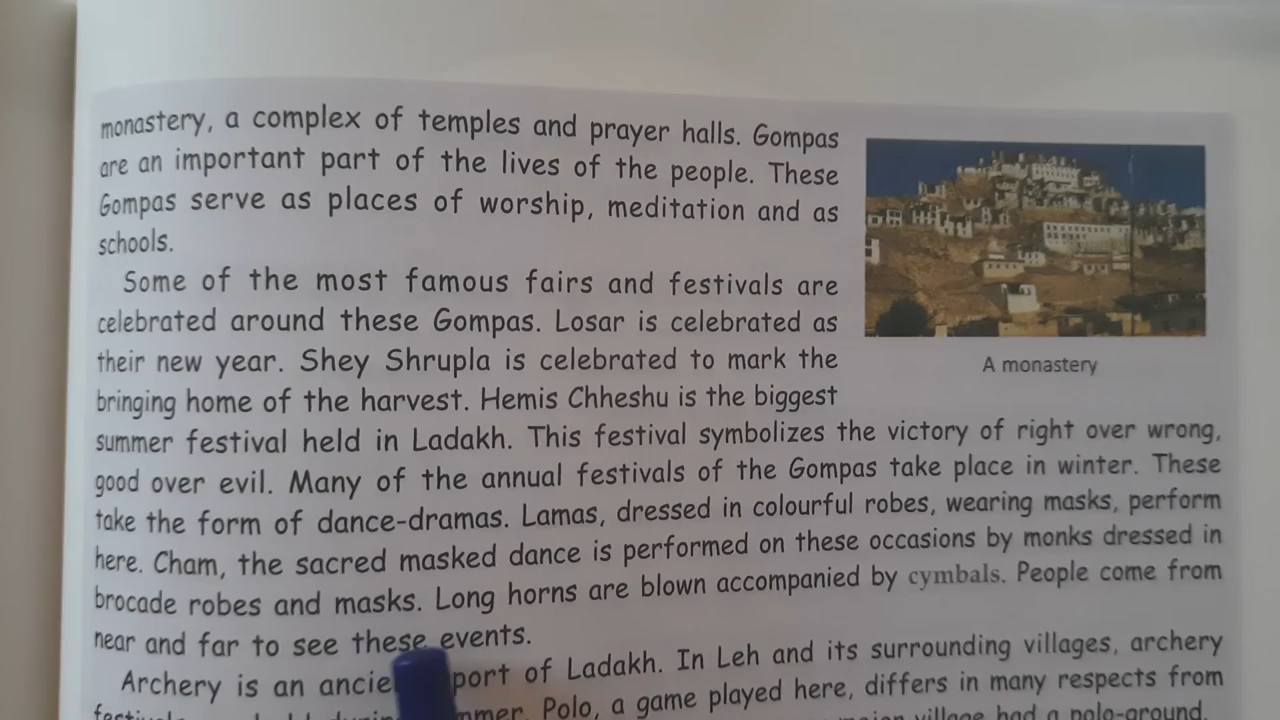 monastery, a complex of temples and prayer halls. Gompas
are an important part of the lives of the people. These
Gompas serve as places of worship, meditation and as
schools.
Some of the most famous fairs and festivals are
celebrated around these Gompas. Losar is celebrated as
their new year. Shey Shrupla is celebrated to mark the
bringing home of the harvest. Hemis Chheshu is the biggest
A monastery
summer festival held in Ladakh. This festival symbolizes the victory of right over wrong,
good over evil. Many of the annual festivals of the Gompas take place in winter. These
take the form of dance-dramas. Lamas, dressed in colourful robes, wearing masks, perform
here. Cham, the sacred masked dance is performed on these occasions by monks dressed in
brocade robes and masks. Long horns are blown accompanied by cymbals. People come from
near and far to see these events.
Archery is an of Ladakh. In Leh and its surrounding villages, archery
Polo, a game played here, differs in many respects from
village had a polo-ground.